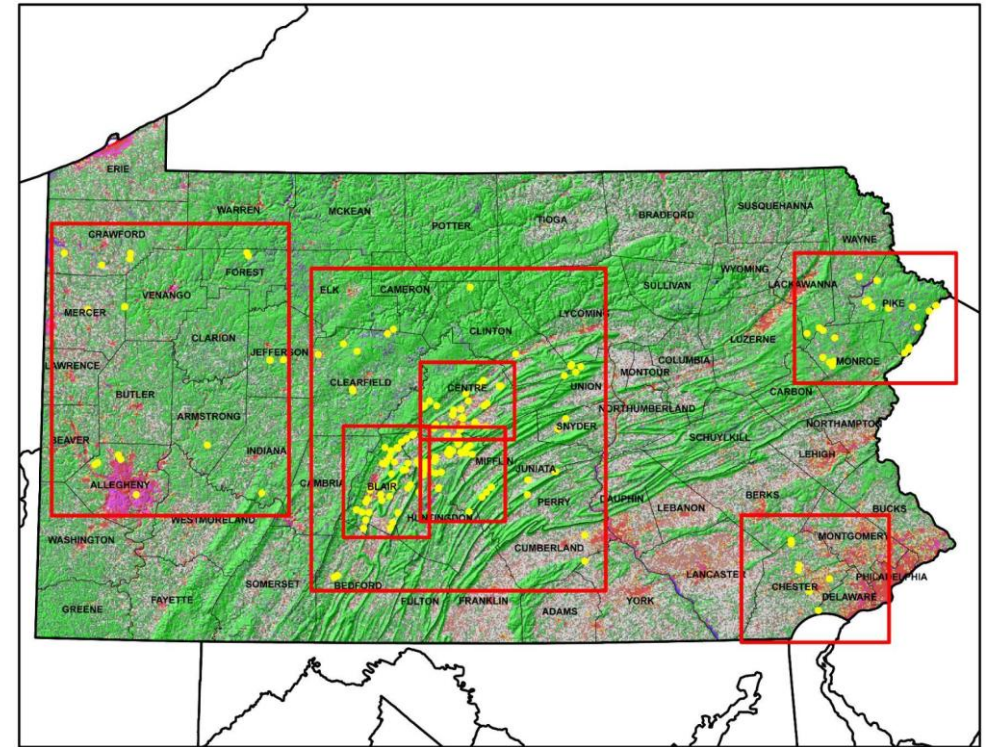 ERIE
WARREN
MCKEAN
POTTER
TIOGA
BRADFORD
SUSQUEHANNA
WAYNE
CRAWFORD
FOREST
VENANGO
MERCER
ELK
CAMERON
WYOMING
SULLIVAN
LACKAWANNA
PIKE
CLARION
JEFFERSON
CLINTON
LYCOMING
LUZERNE
COLUMBIA
MONTOUR
MONROE
LAWRENCE
BUTLER
ARMSTRONG
CLEARFIELD
CENTRE
UNION
CARBON
NORTHUMBERLAND
NORTHAMPTON
BEAVER
INDIANA
SNYDER
SCHUYLKILL
LEHIGH
ALLEGHENY
CAMBRIA
BLAIR
MIFFLIN
JUNIATA
PERRY
DAUPHIN
LEBANON
BERKS
BUCKS
WESTMORELAND
HUNTINGDON
WASHINGTON
CUMBERLAND
MONTGOMERY
LANCASTER
PHILADELPHIA
CHESTER
DELAWARE
SOMERSET
BEDFORD
FAYETTE
GREENE
FULTON
FRANKLIN
ADAMS
YORK